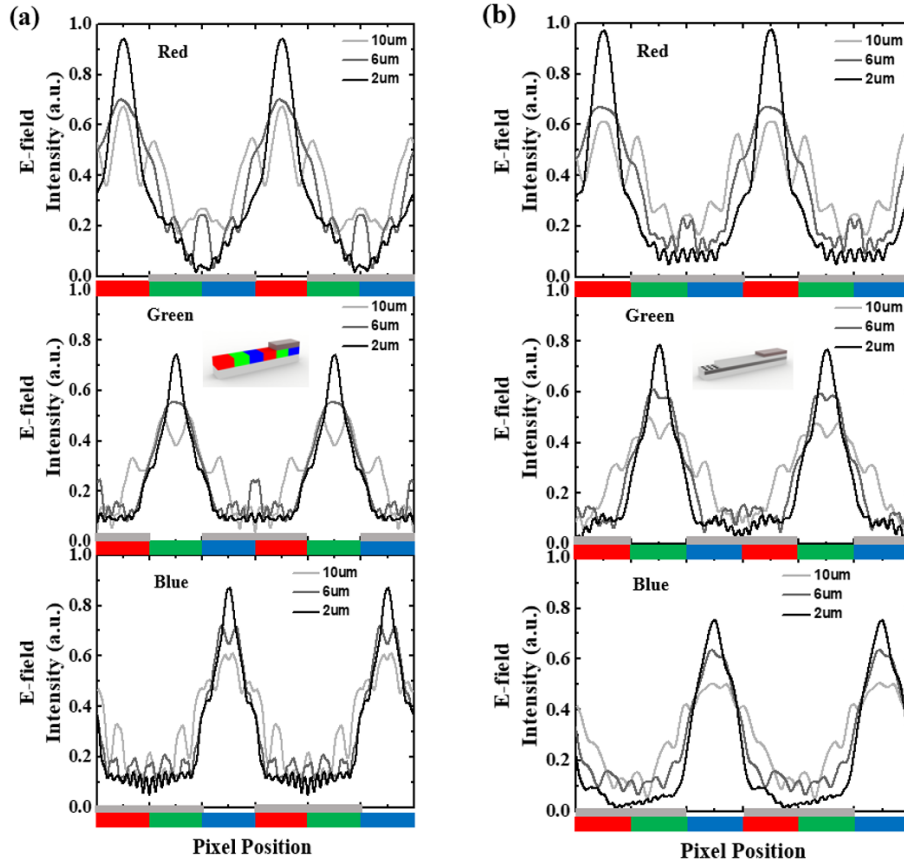 (a)
1.0
0.8
0.6
0.4
0.2
0.0
E-field
Intensity (a.u.)
Red
10um
6um
2um
1.0
0.8
0.6
0.4
0.2
0.0
E-field
Intensity (a.u.)
Green
10um
6um
2um
1.0
0.8
0.6
0.4
0.2
0.0
E-field
Intensity (a.u.)
Blue
10um
6um
2um
Pixel Position
(b)
1.0
0.8
0.6
0.4
0.2
0.0
E-field
Intensity (a.u.)
Red
10um
6um
2um
1.0
0.8
0.6
0.4
0.2
0.0
E-field
Intensity (a.u.)
Green
10um
6um
2um
1.0
0.8
0.6
0.4
0.2
0.0
E-field
Intensity (a.u.)
Blue
10um
6um
2um
Pixel Position